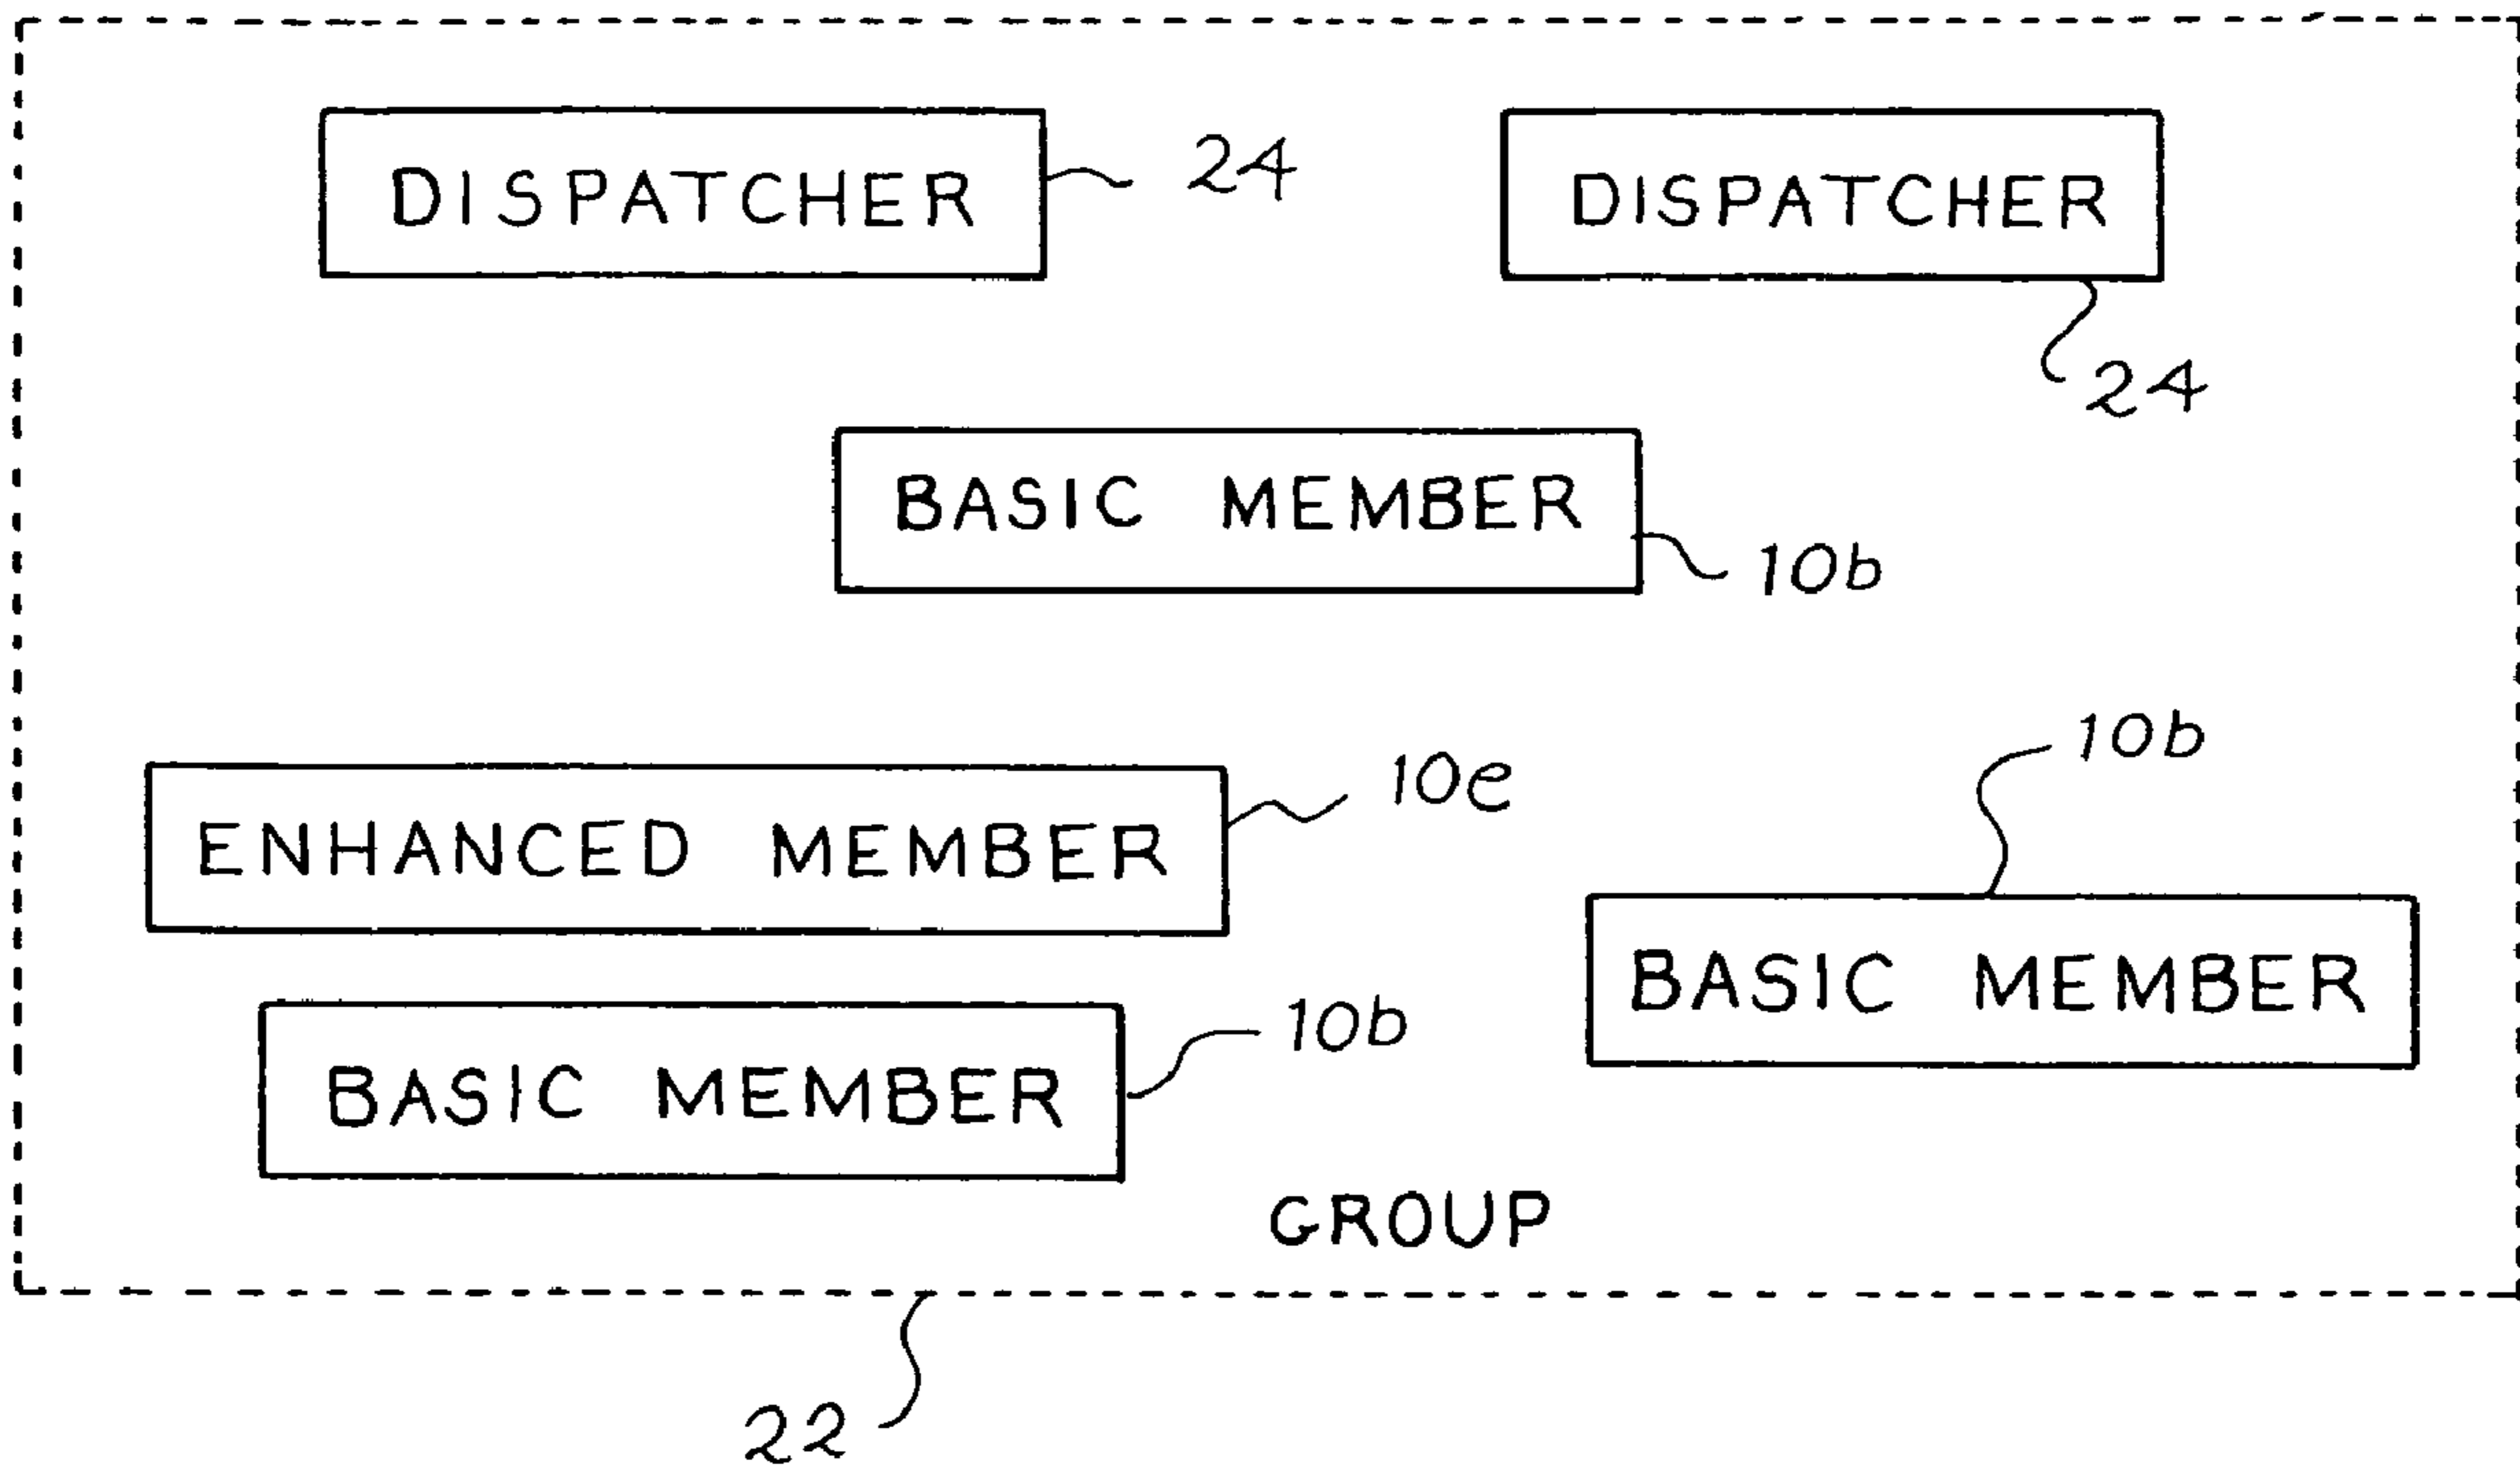 DISPATCHER
24
DISPATCHER
24
BASIC MEMBER
10b
10b
ENHANCED MEMBER
10e
BASIC MEMBER
BASIC MEMBER
10b
GROUP
22